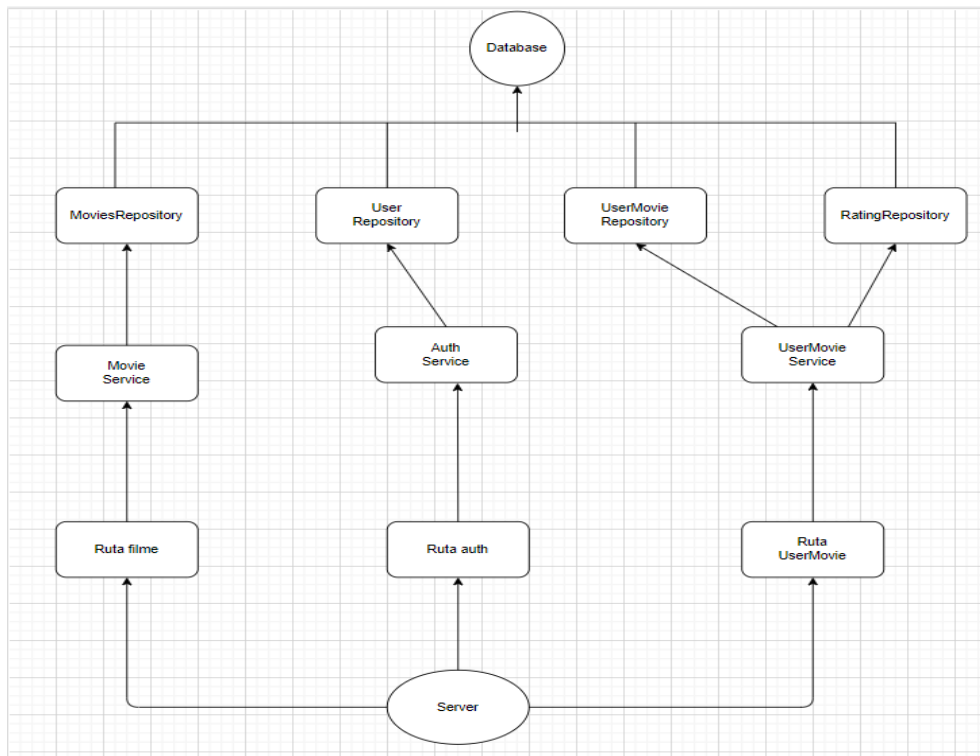 Database
MoviesRepository
User
Repository
UserMovie
Repository
RatingRepository
Movie
Service
Auth
Service
UserMovie
Service
Ruta filme
Ruta auth
Ruta
UserMovie
Server